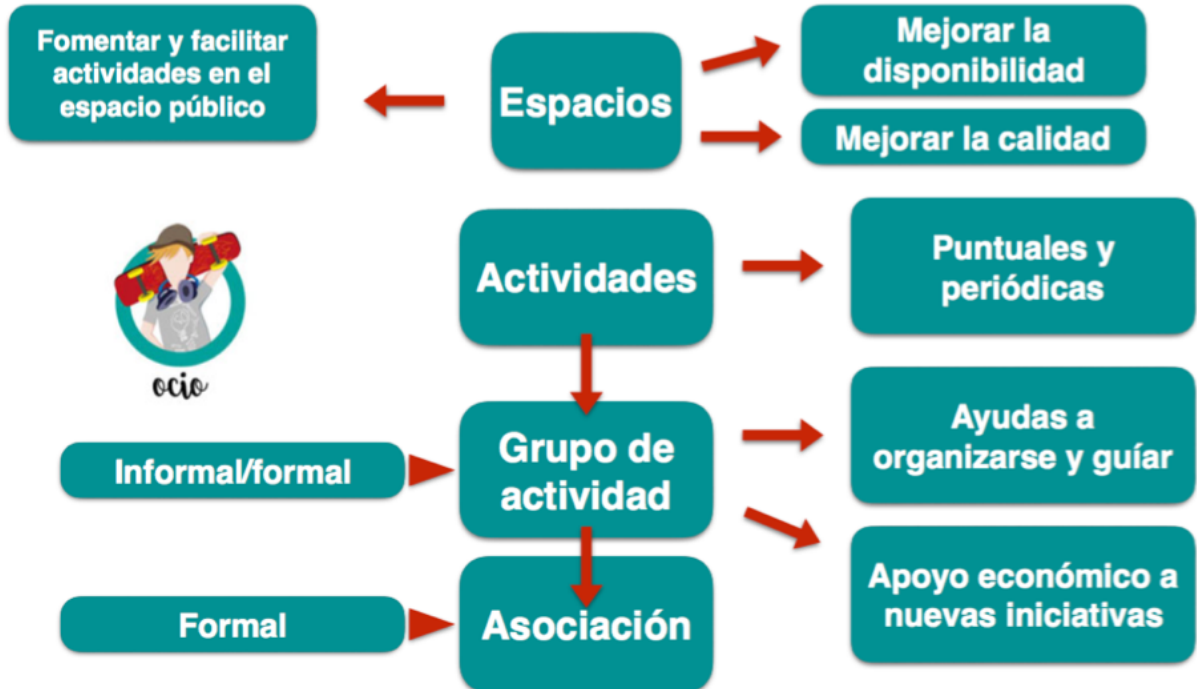 Fomentar y facilitar
actividades en el
espacio público
Espacios
Mejorar la
disponibilidad
Mejorar la calidad
Actividades
Puntuales y
periódicas
ocio
Informal/formal
Grupo de
actividad
Ayudas a
organizarse y guíar
Apoyo económico a
nuevas iniciativas
Formal
Asociación